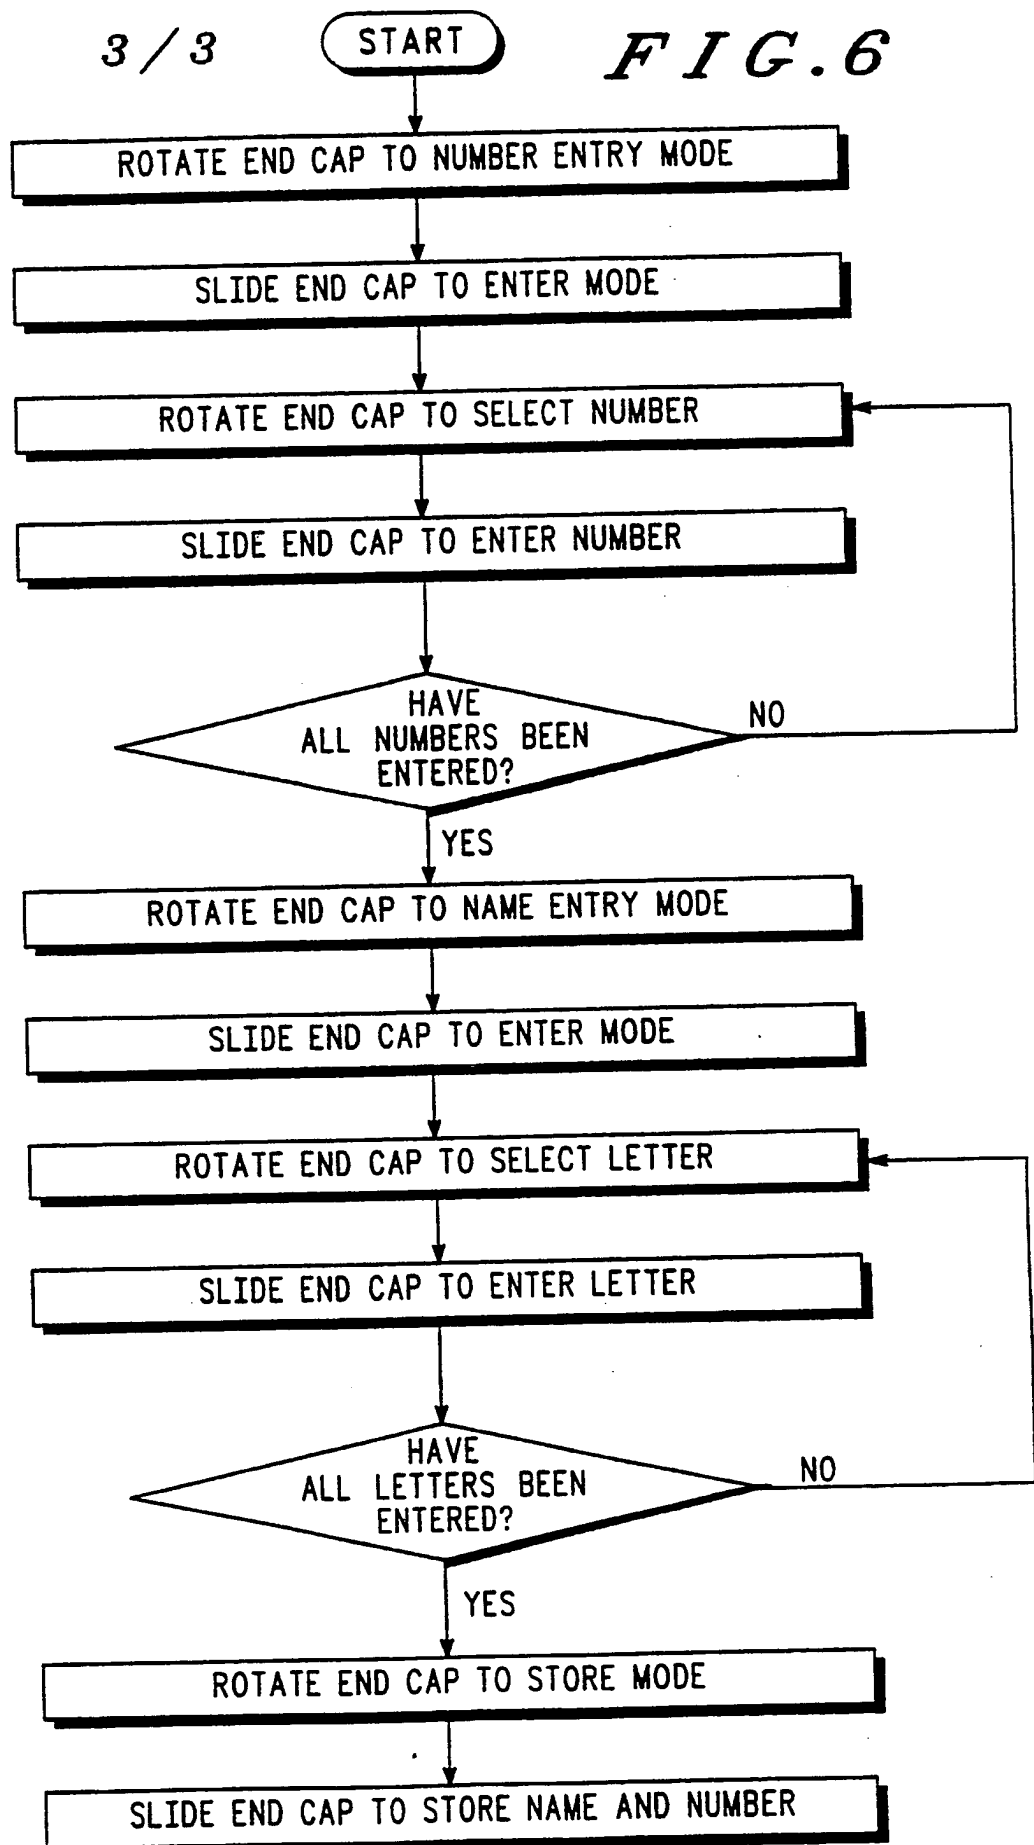 3/3
START
FIG.6
ROTATE END CAP TO NUMBER ENTRY MODE
SLIDE END CAP TO ENTER MODE
ROTATE END CAP TO SELECT NUMBER
SLIDE END CAP TO ENTER NUMBER
HAVE
ALL NUMBERS BEEN
ENTERED?
NO
YES
ROTATE END CAP TO NAME ENTRY MODE
SLIDE END CAP TO ENTER MODE
ROTATE END CAP TO SELECT LETTER
SLIDE END CAP TO ENTER LETTER
HAVE
ALL LETTERS BEEN
ENTERED?
NO
YES
ROTATE END CAP TO STORE MODE
SLIDE END CAP TO STORE NAME AND NUMBER